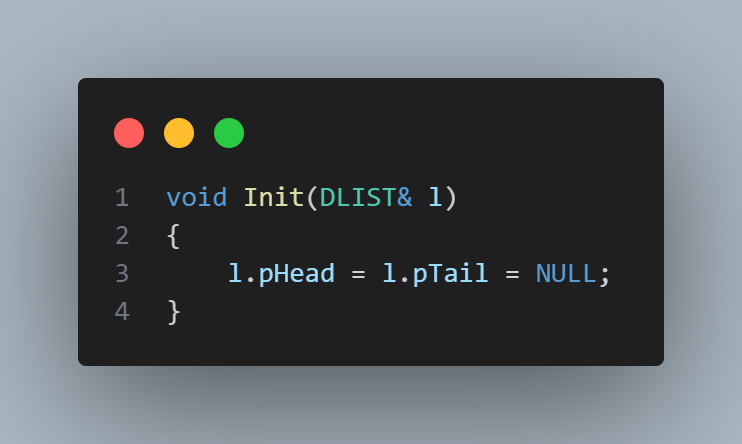 1 void Init(DLIST& l)
2 {
3     l.pHead = l.pTail = NULL;
4 }